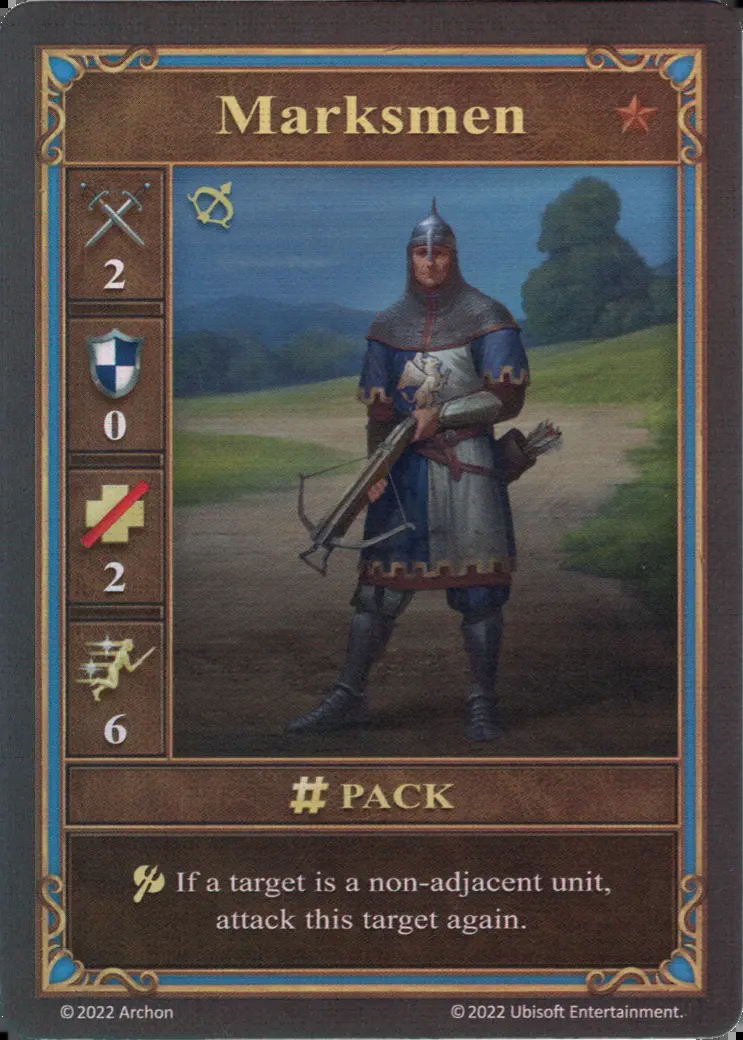 Marksmen
2
0
2
6
# PACK
If a target is a non-adjacent unit,
attack this target again.
© 2022 Archon
© 2022 Ubisoft Entertainment.